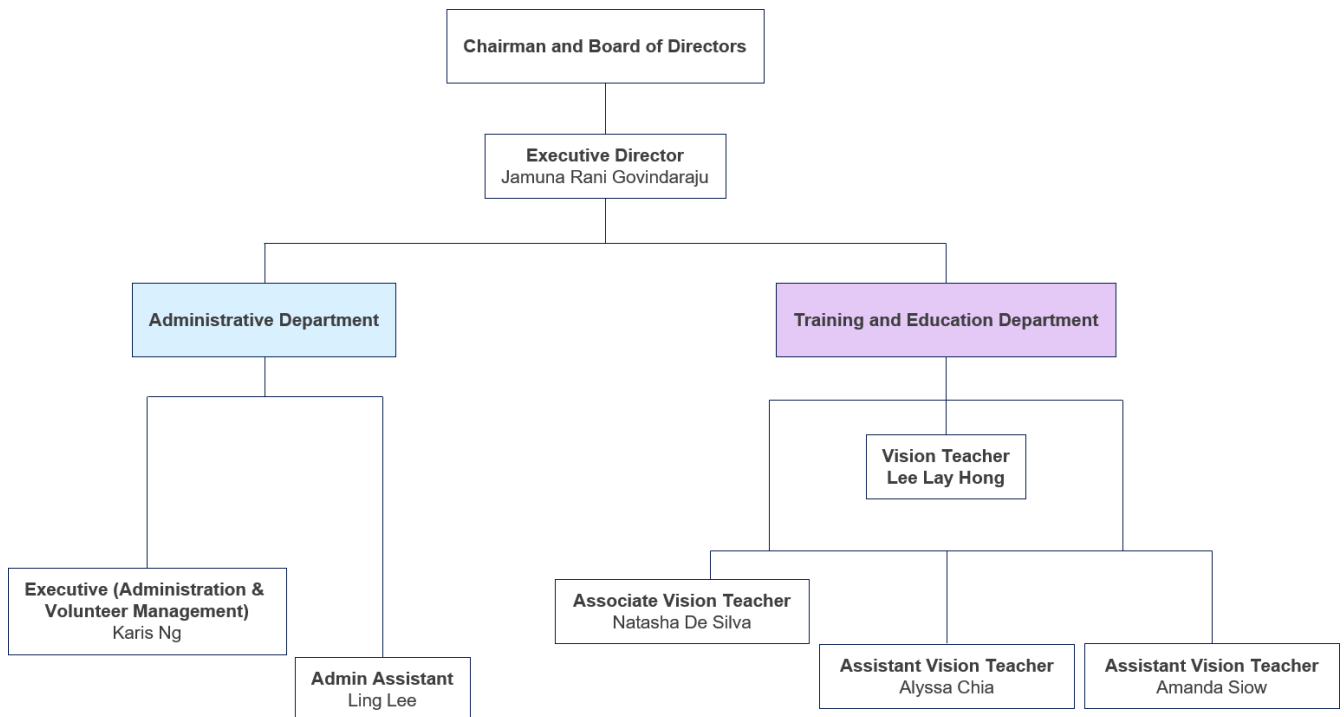 Chairman and Board of Directors
Executive Director
Jamuna Rani Govindaraju
Administrative Department
Training and Education Department
Vision Teacher
Lee Lay Hong
Executive (Administration &
Volunteer Management)
Karis Ng
Admin Assistant
Ling Lee
Associate Vision Teacher
Natasha De Silva
Assistant Vision Teacher
Alyssa Chia
Assistant Vision Teacher
Amanda Siow